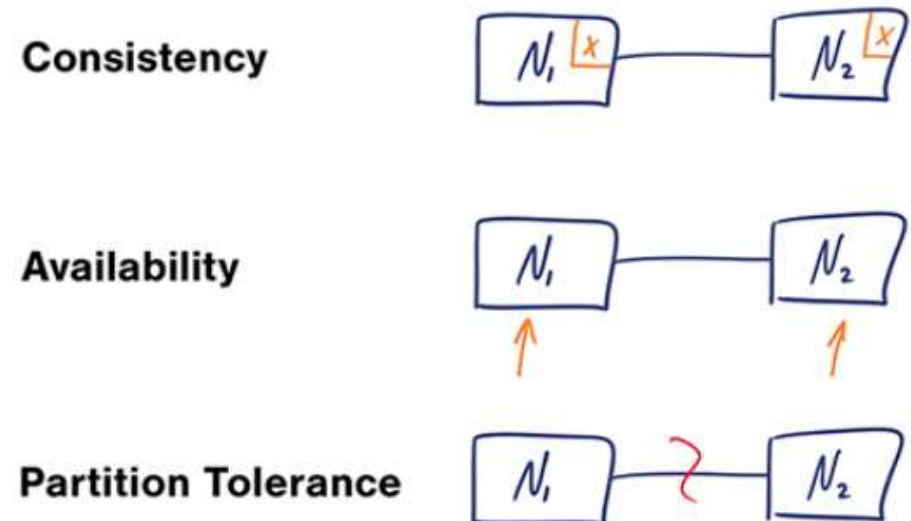 Consistency N₁ x N₂ x
Availability N₁ N₂
Partition Tolerance N₁ N₂